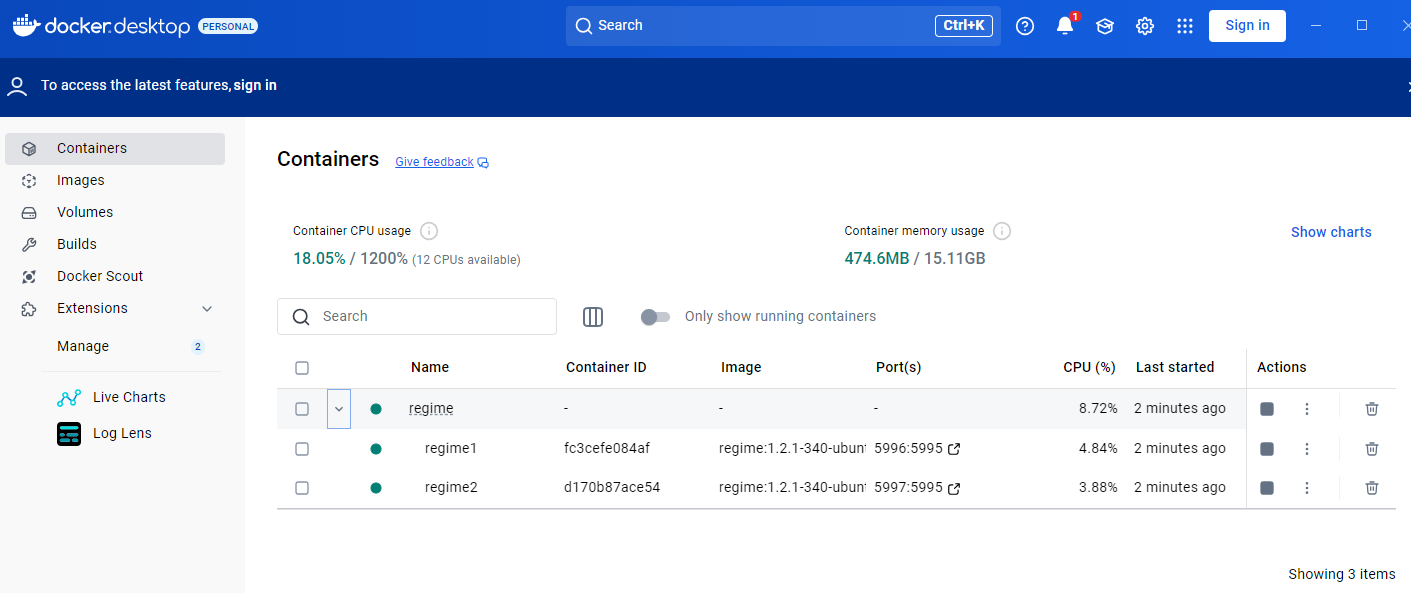 docker.desktop PERSONAL Search Ctrl+K 1 Sign in
To access the latest features, sign in
Containers
Images
Volumes
Builds
Docker Scout
Extensions
Manage 2
Live Charts
Log Lens
Containers Give feedback
Container CPU usage
18.05% / 1200% (12 CPUs available)
Container memory usage
474.6MB / 15.11GB
Show charts
Search
Only show running containers
Name Container ID Image Port(s) CPU (%) Last started Actions
regime - - - 8.72% 2 minutes ago
regime1 fc3cefe084af regime:1.2.1-340-ubunt 5996:5995 4.84% 2 minutes ago
regime2 d170b87ace54 regime:1.2.1-340-ubunt 5997:5995 3.88% 2 minutes ago
Showing 3 items